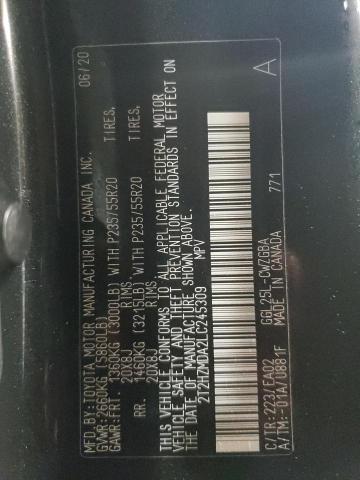 MFD.BY:TOYOTA MOTOR MANUFACTURING CANADA INC. 06/20
GVWR:2660KG (5860LB)
GAWR:FRT. 1360KG (3000LB) WITH P235/55R20 TIRES,
20X8J RIMS
RR. 1460KG (3215LB) WITH P235/55R20 TIRES,
20X8J RIMS
THIS VEHICLE CONFORMS TO ALL APPLICABLE FEDERAL MOTOR
VEHICLE SAFETY AND THEFT PREVENTION STANDARDS IN EFFECT ON
THE DATE OF MANUFACTURE SHOWN ABOVE.
2T2HZMDA2LC245309 MPV
C/TR:223/EA02 GGL25L-CWZGBA A
A/TM:-01A/U881F MADE IN CANADA 771